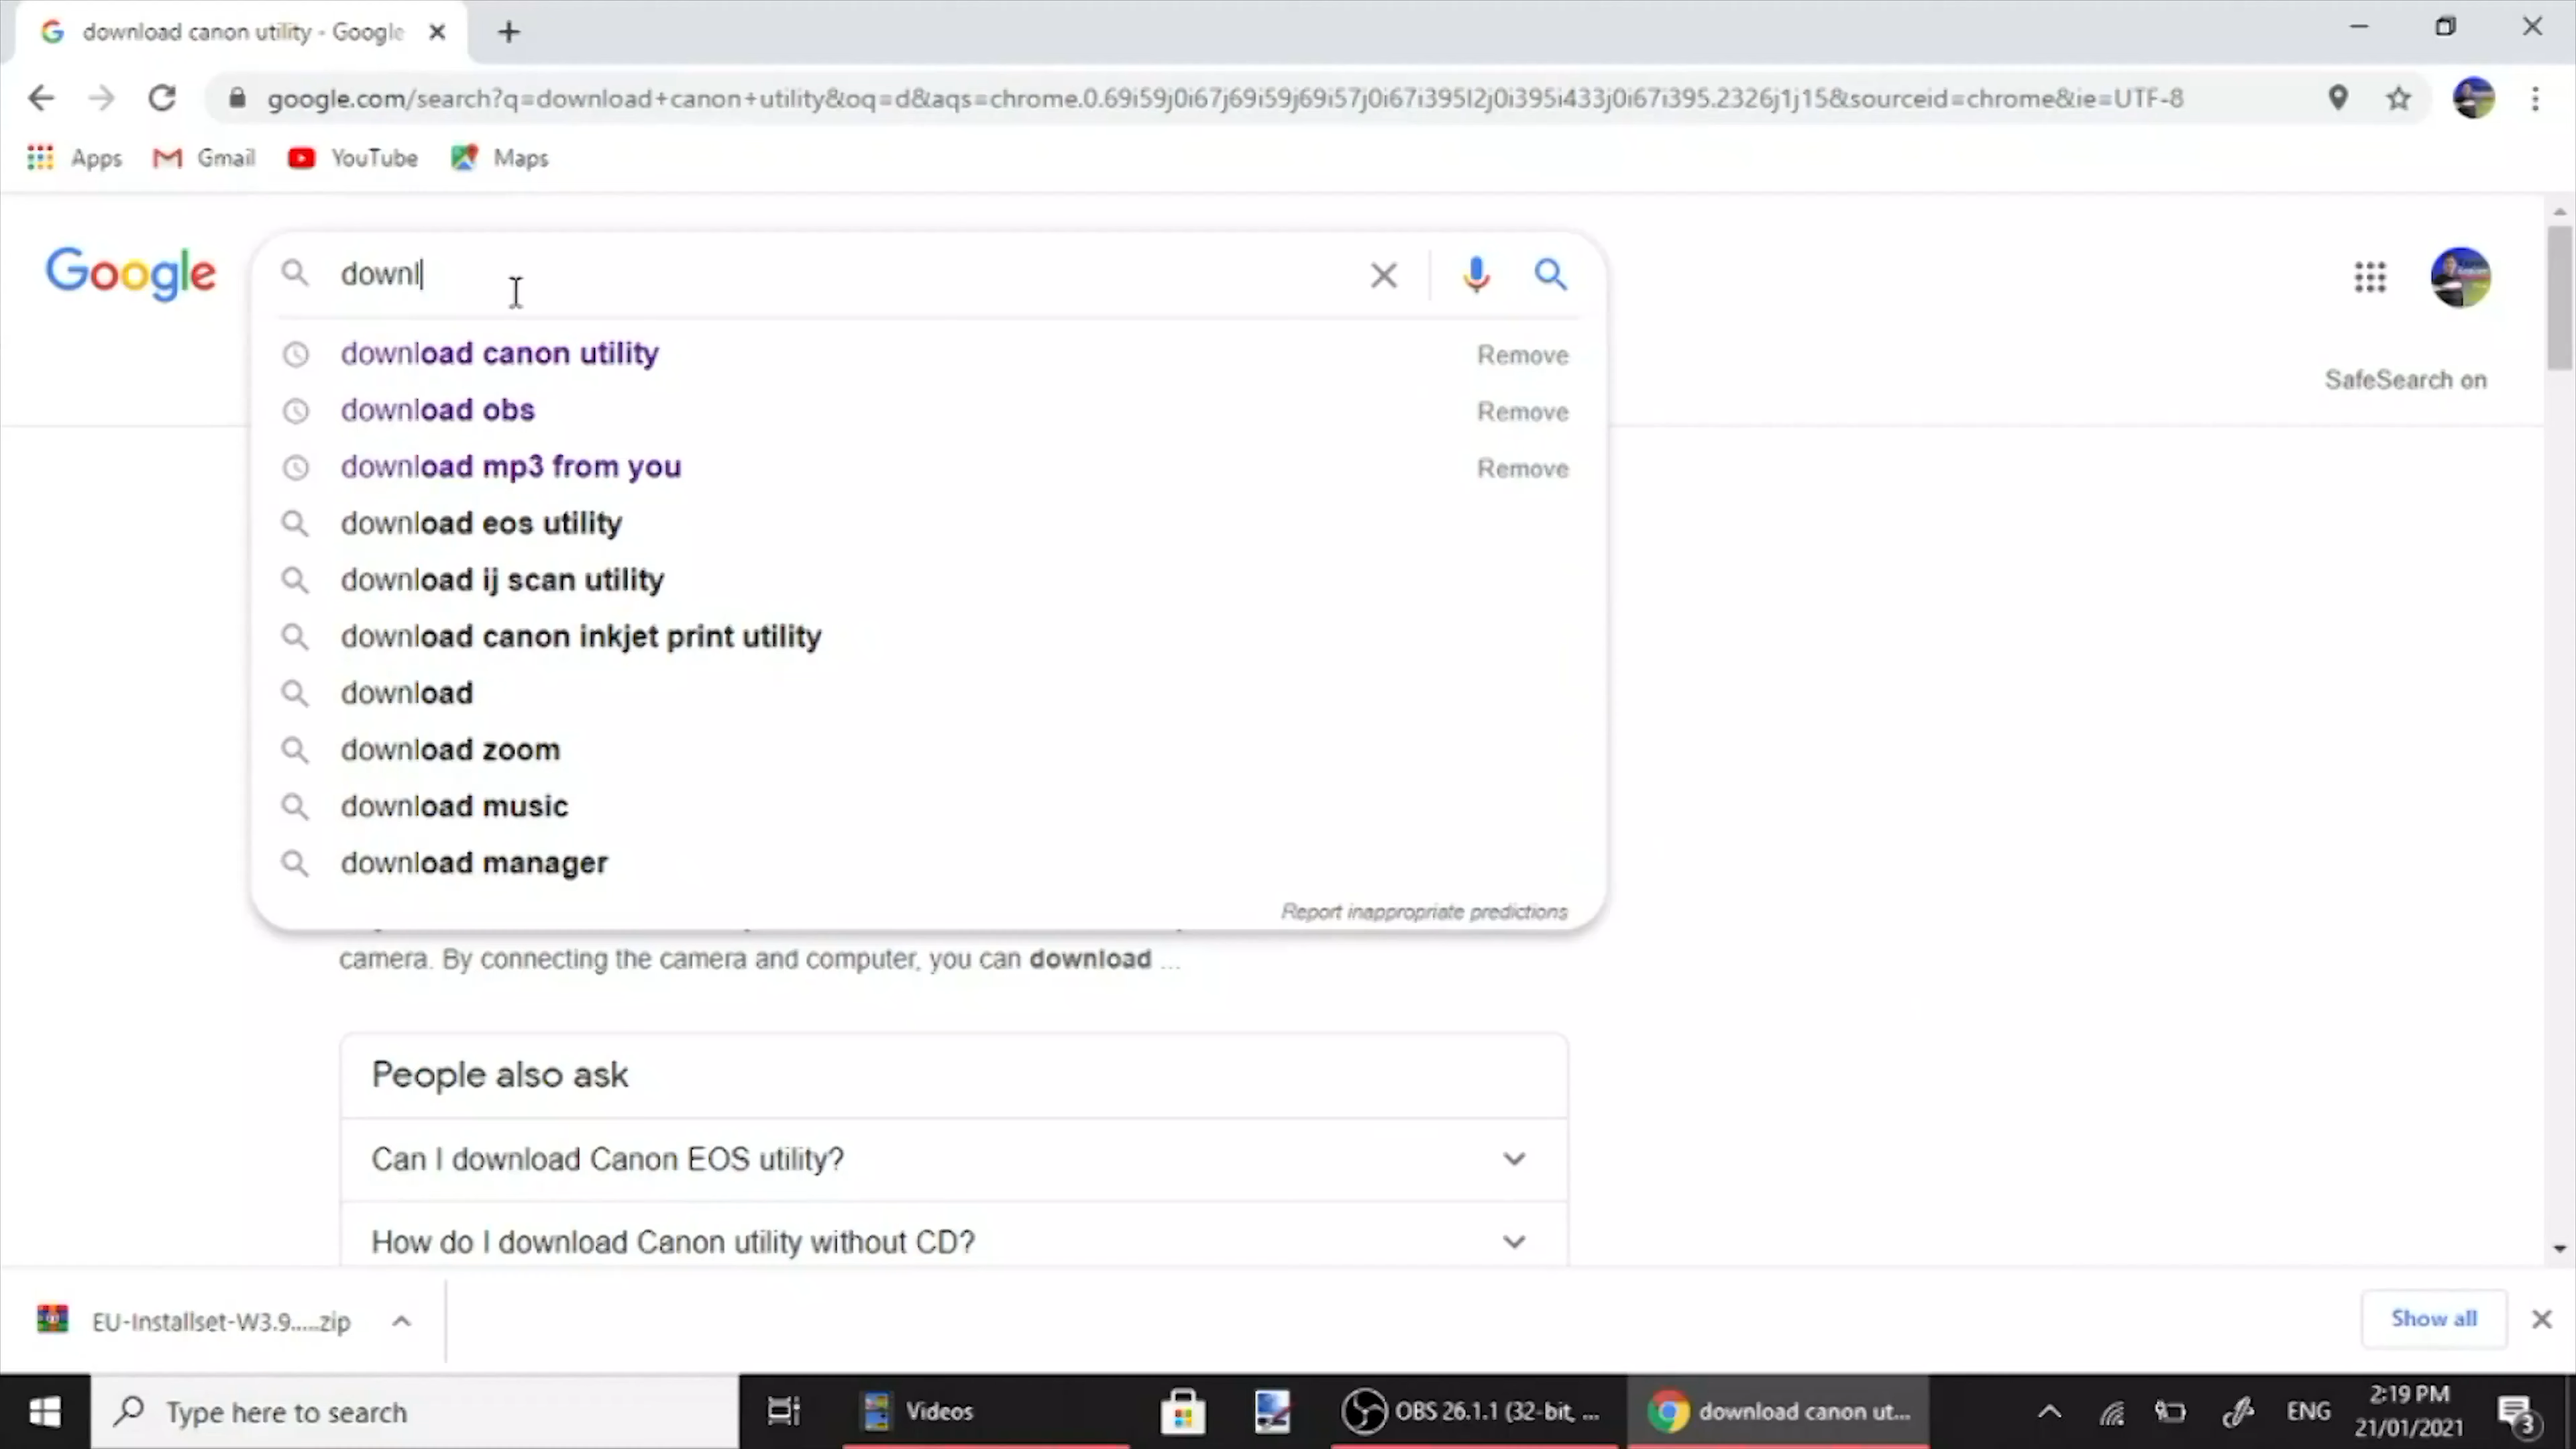 download canon utility - Google
google.com/search?q=download+canon+utility&oq=d&aqs=chrome.0.69i59j0i67j69i59j69i57j0i67i395l2j0i395i433j0i67i395.2326j1j15&sourceid=chrome&ie=UTF-8
Apps Gmail YouTube Maps
Google
downl
download canon utility Remove
download obs Remove
download mp3 from you Remove
SafeSearch on
download eos utility
download ij scan utility
download canon inkjet print utility
download
download zoom
download music
download manager
Report inappropriate predictions
camera. By connecting the camera and computer, you can download ...
People also ask
Can I download Canon EOS utility?
How do I download Canon utility without CD?
EU-Installset-W3.9.....zip
Show all
Type here to search
Videos
OBS 26.1.1 (32-bit, ...
download canon ut...
ENG
2:19 PM
21/01/2021
3